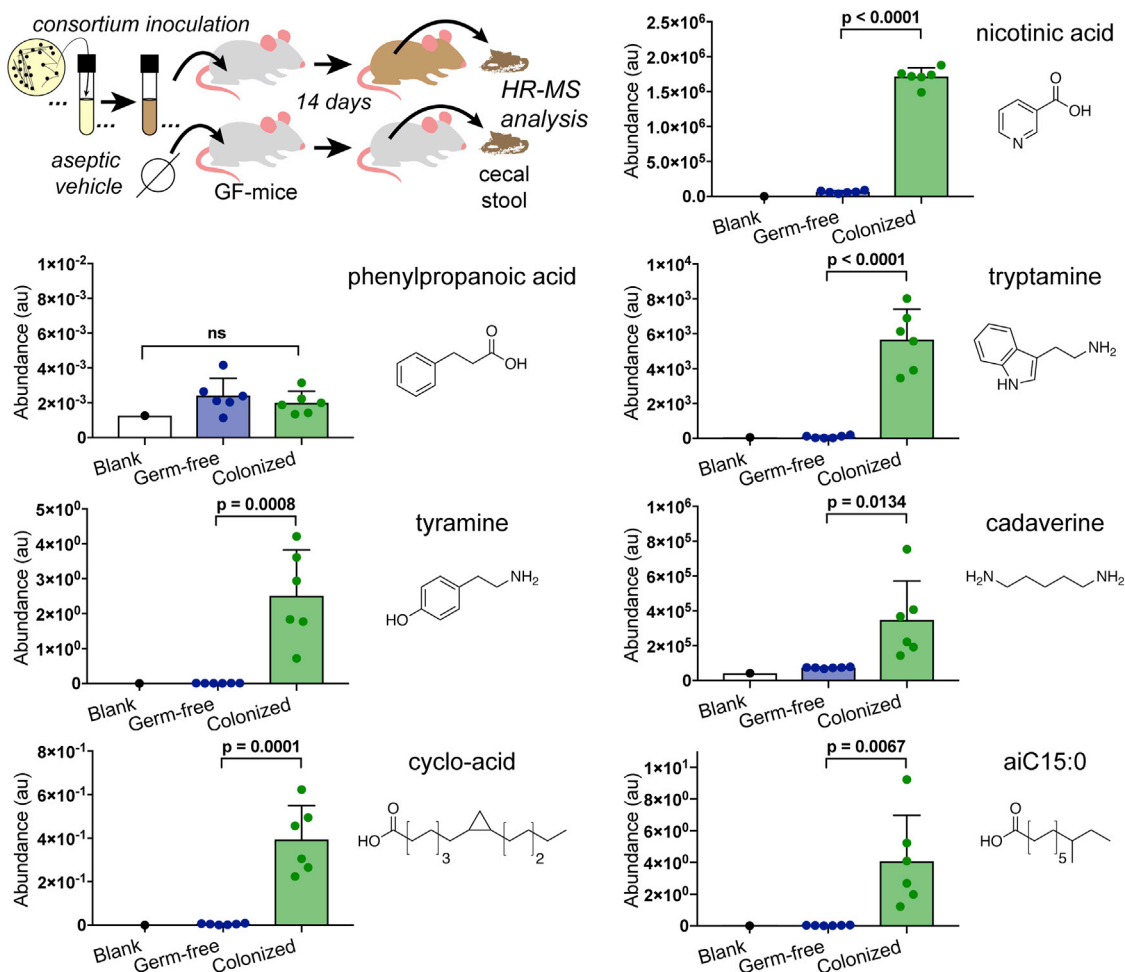 consortium inoculation
...
...
...
...
14 days
HR-MS
analysis
aseptic
vehicle
GF-mice
cecal
stool
nicotinic acid
p < 0.0001
Abundance (au)
2.5×10⁶
2.0×10⁶
1.5×10⁶
1.0×10⁶
5.0×10⁵
0.0
Blank
Germ-free
Colonized
O
OH
N
phenylpropanoic acid
ns
Abundance (au)
1×10⁻²
8×10⁻³
6×10⁻³
4×10⁻³
2×10⁻³
0
Blank
Germ-free
Colonized
O
OH
tryptamine
p < 0.0001
Abundance (au)
1×10⁴
8×10³
6×10³
4×10³
2×10³
0
Blank
Germ-free
Colonized
NH₂
HN
tyramine
p = 0.0008
Abundance (au)
5×10⁰
4×10⁰
3×10⁰
2×10⁰
1×10⁰
0
Blank
Germ-free
Colonized
NH₂
HO
cadaverine
p = 0.0134
Abundance (au)
1×10⁶
8×10⁵
6×10⁵
4×10⁵
2×10⁵
0
Blank
Germ-free
Colonized
H₂N
NH₂
cyclo-acid
p = 0.0001
Abundance (au)
8×10⁻¹
6×10⁻¹
4×10⁻¹
2×10⁻¹
0
Blank
Germ-free
Colonized
O
HO
3
2
aiC15:0
p = 0.0067
Abundance (au)
1×10¹
8×10⁰
6×10⁰
4×10⁰
2×10⁰
0
Blank
Germ-free
Colonized
O
HO
5